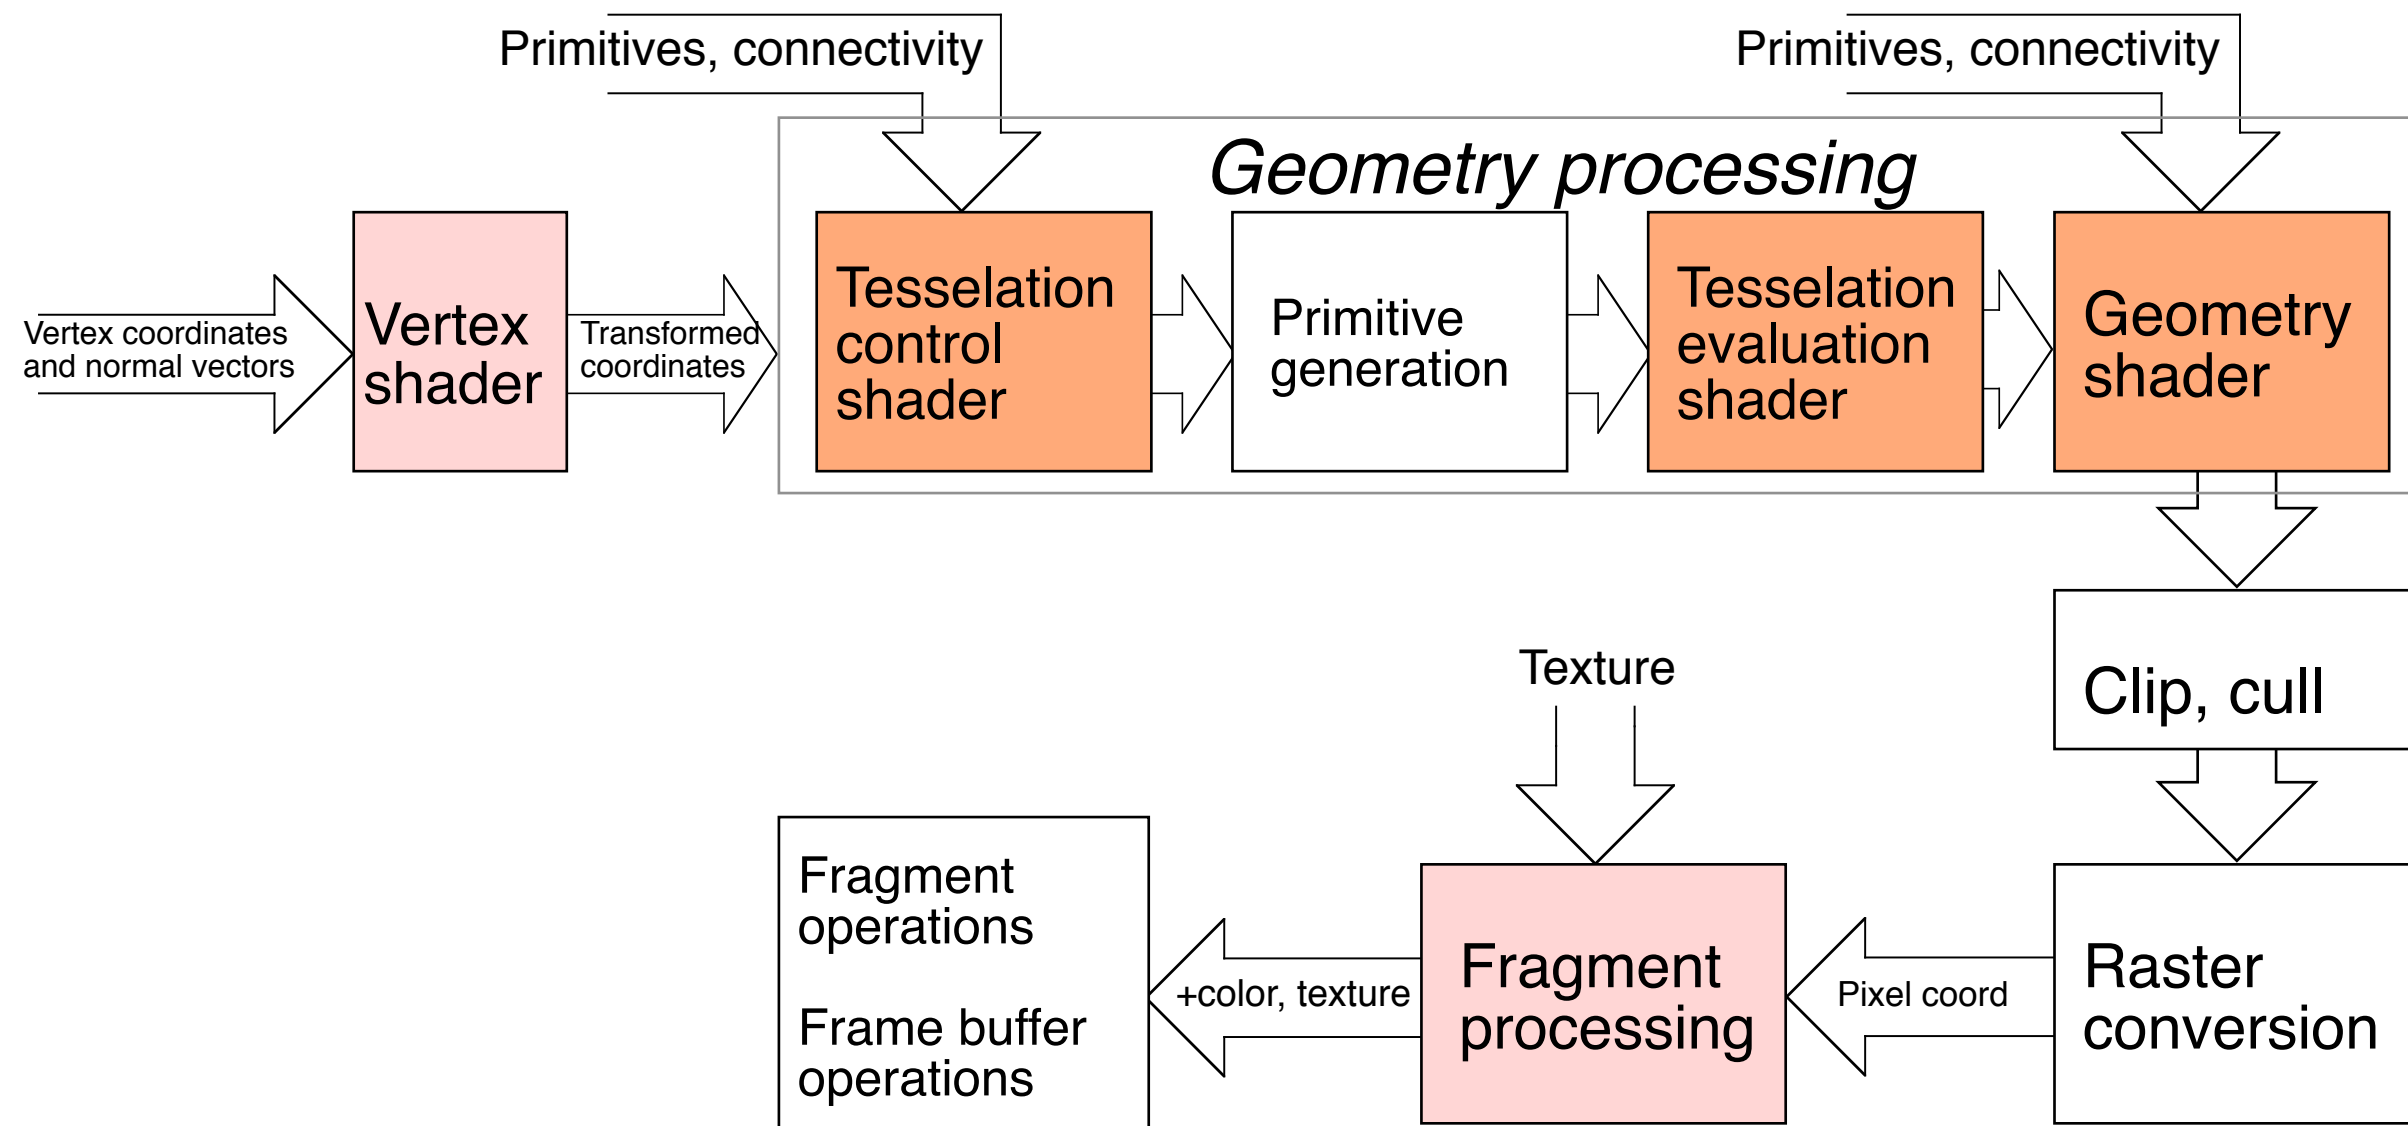 Primitives, connectivity
Primitives, connectivity
Geometry processing
Vertex coordinates
and normal vectors
Vertex
shader
Transformed
coordinates
Tesselation
control
shader
Primitive
generation
Tesselation
evaluation
shader
Geometry
shader
Clip, cull
Texture
Fragment
operations
Frame buffer
operations
+color, texture
Fragment
processing
Pixel coord
Raster
conversion